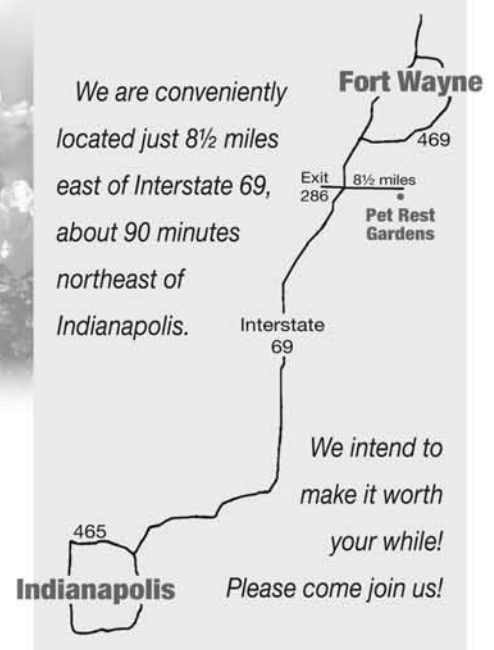 Fort Wayne
We are conveniently
located just 8½ miles
469
east of Interstate 69,
Exit
286
8½ miles
Pet Rest
Gardens
about 90 minutes
northeast of
Indianapolis.
Interstate
69
We intend to
make it worth
your while!
Please come join us!
465
Indianapolis